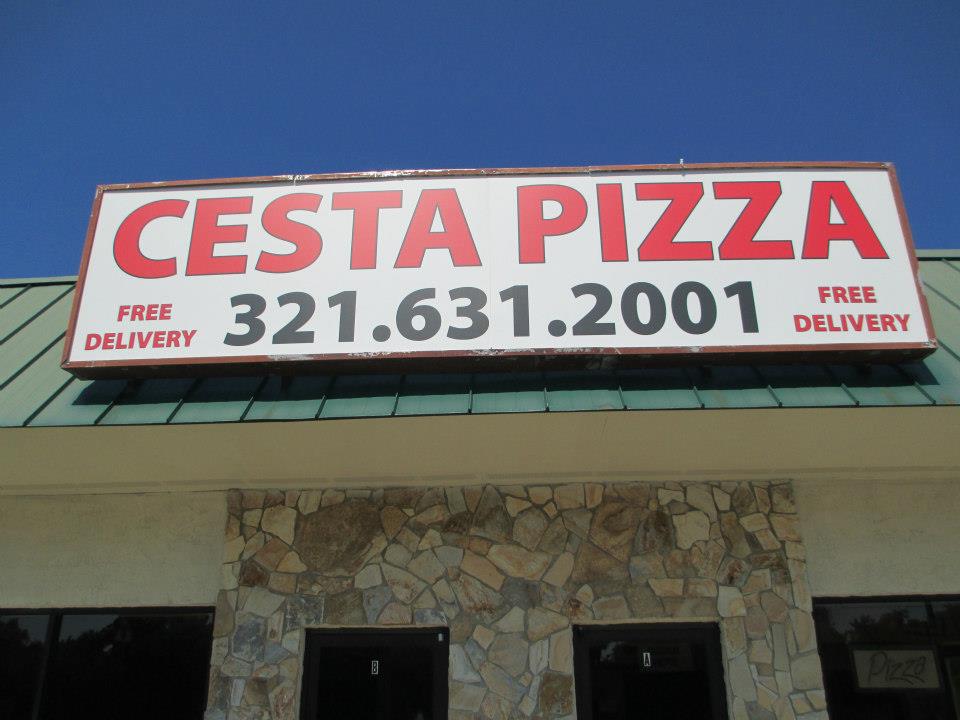 CESTA PIZZA
FREE DELIVERY
321.631.2001
FREE DELIVERY
B
A
Pizza